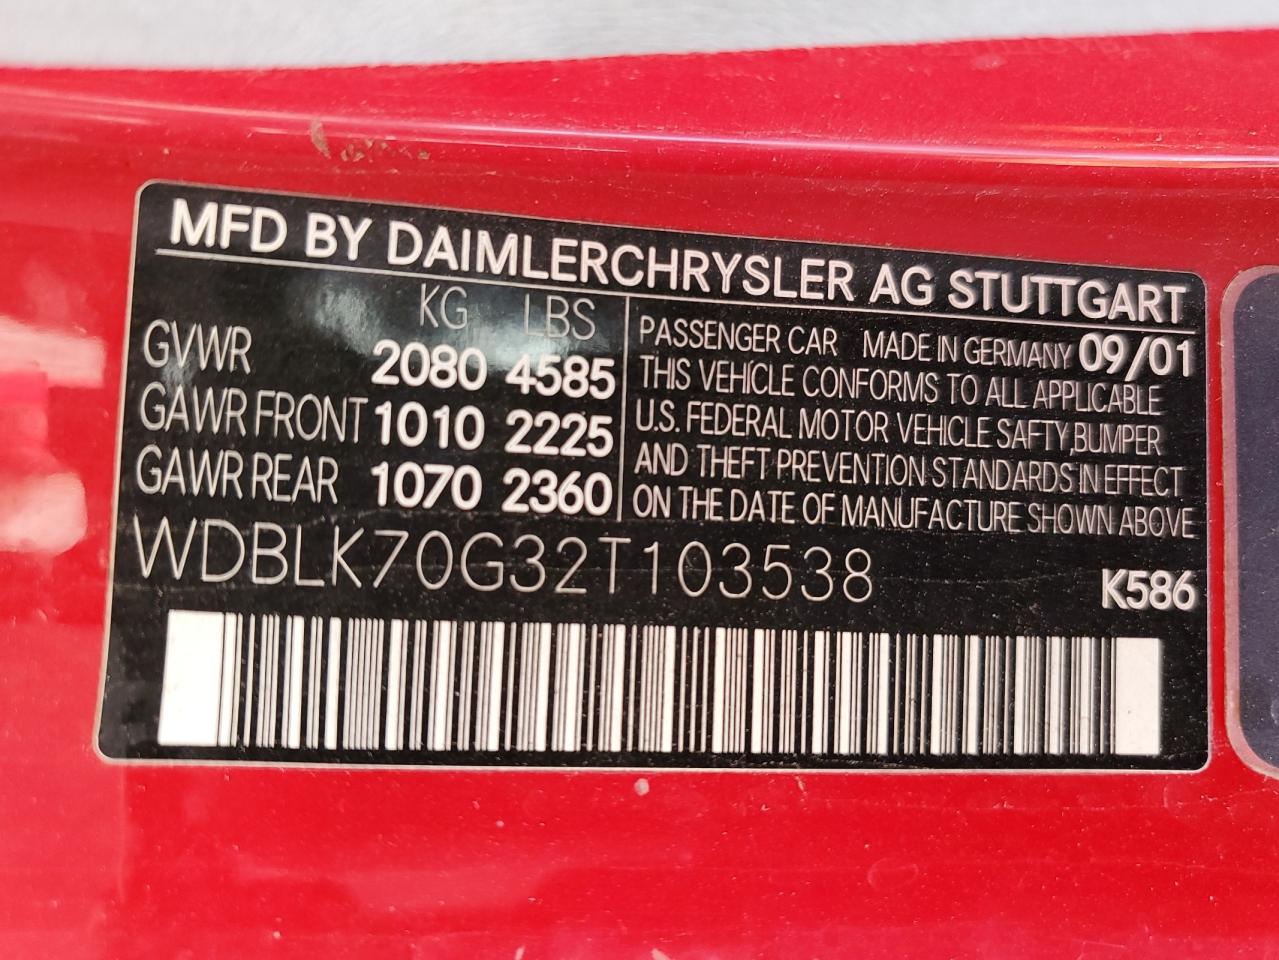 MFD BY DAIMLERCHRYSLER AG STUTTGART
KG LBS
GVWR 2080 4585
GAWR FRONT 1010 2225
GAWR REAR 1070 2360
PASSENGER CAR MADE IN GERMANY 09/01
THIS VEHICLE CONFORMS TO ALL APPLICABLE
U.S. FEDERAL MOTOR VEHICLE SAFTY,BUMPER
AND THEFT PREVENTION STANDARDS IN EFFECT
ON THE DATE OF MANUFACTURE SHOWN ABOVE
WDBLK70G32T103538
K586